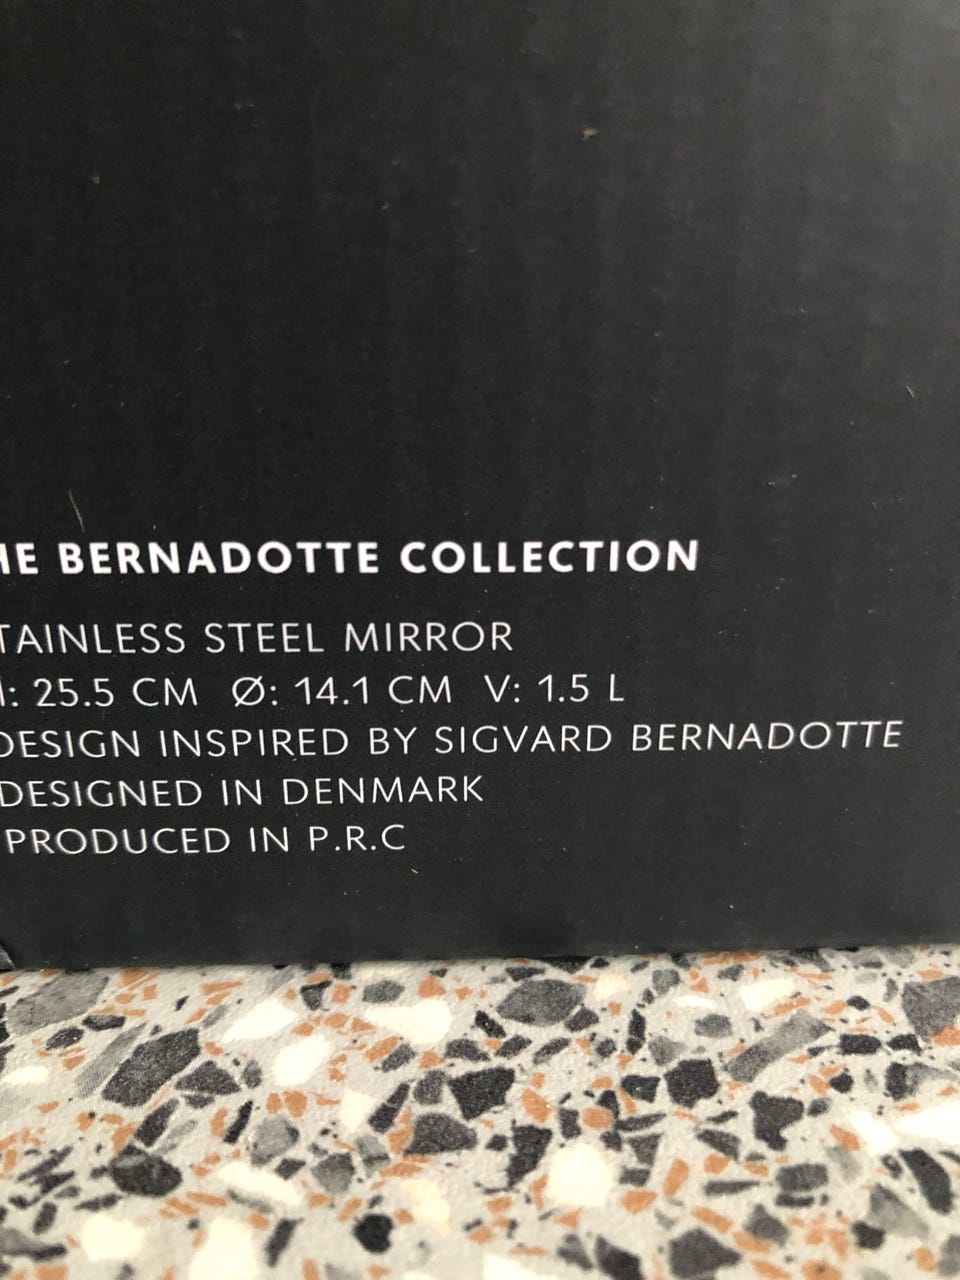 HE BERNADOTTE COLLECTION
TAINLESS STEEL MIRROR
: 25.5 CM Ø: 14.1 CM V: 1.5 L
DESIGN INSPIRED BY SIGVARD BERNADOTTE
DESIGNED IN DENMARK
PRODUCED IN P.R.C